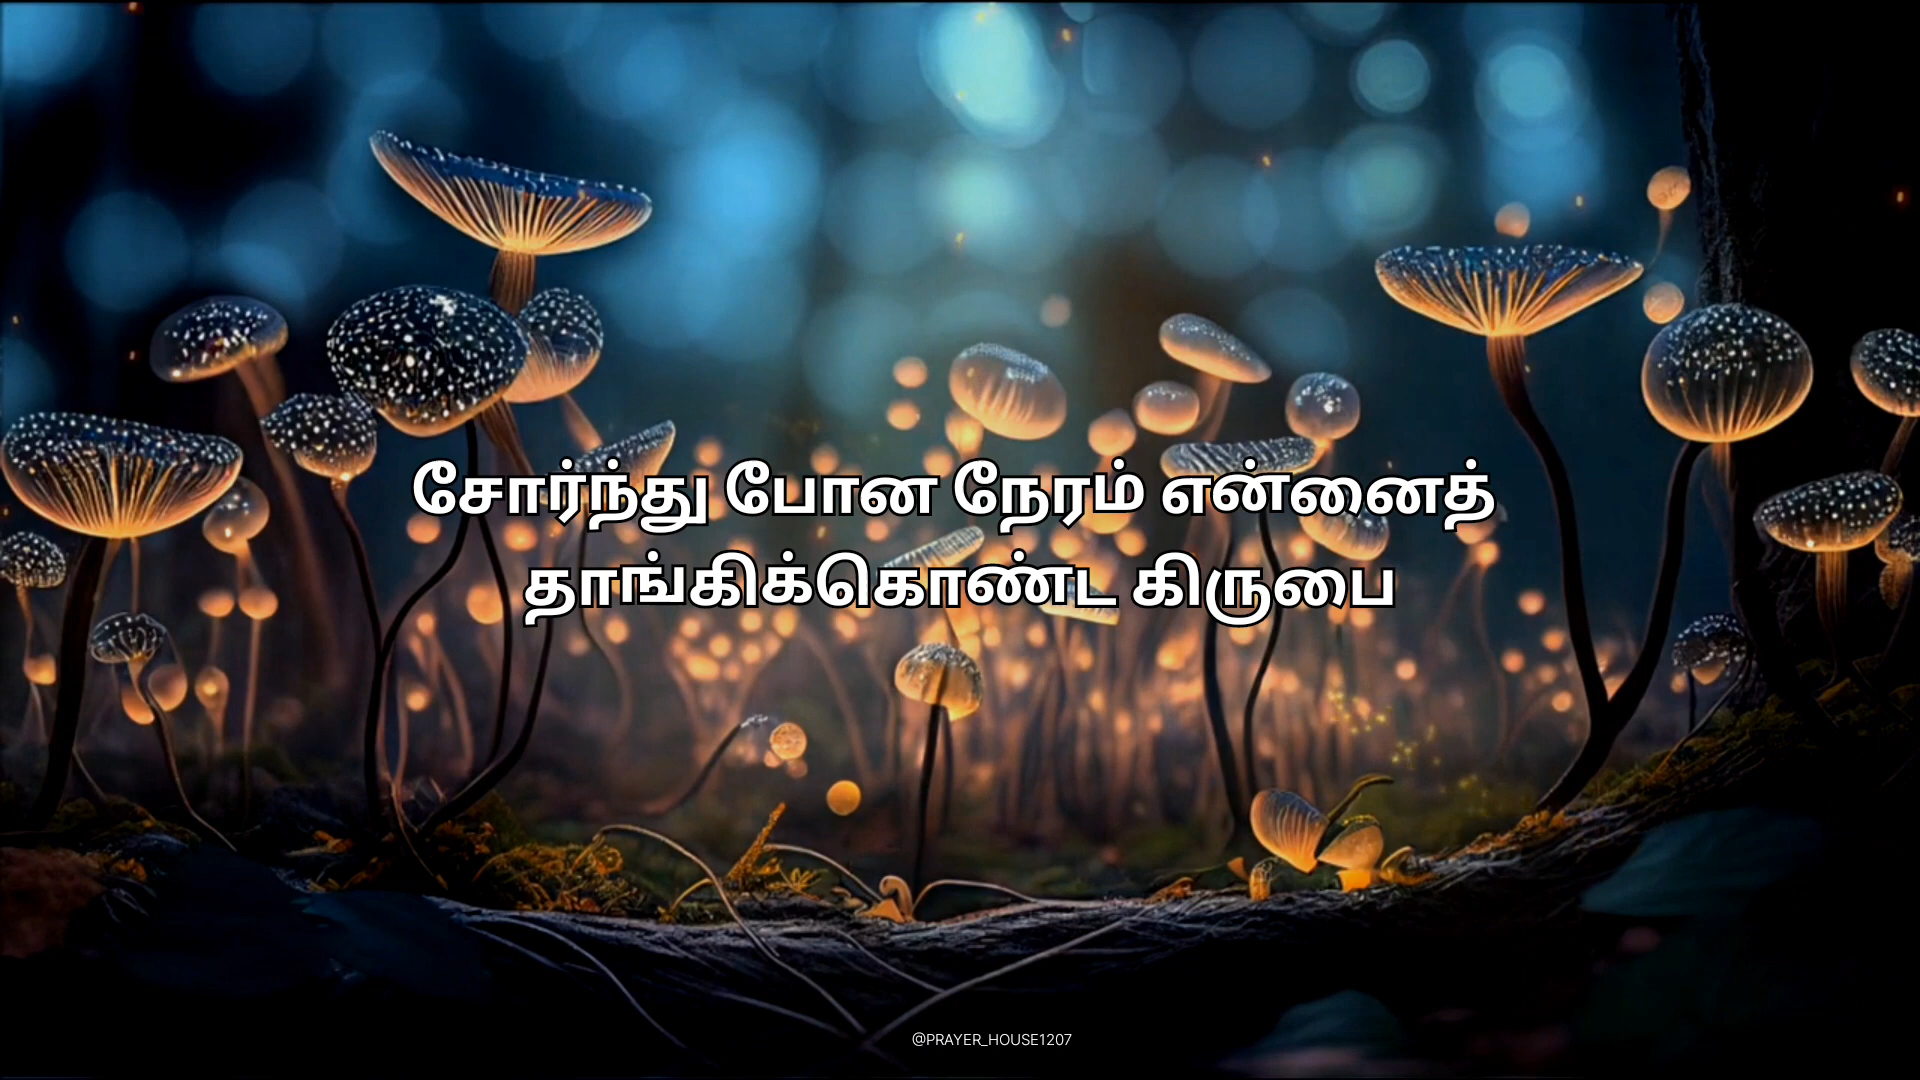 சோர்ந்து போன நேரம் என்னைத்
தாங்கிக்கொண்ட கிருபை
@PRAYER_HOUSE1207